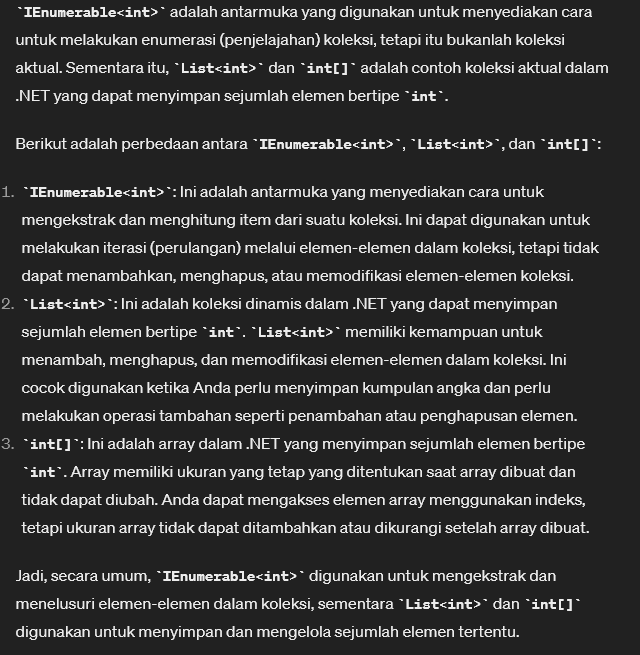 `IEnumerable<int>` adalah antarmuka yang digunakan untuk menyediakan cara
untuk melakukan enumerasi (penjelajahan) koleksi, tetapi itu bukanlah koleksi
aktual. Sementara itu, `List<int>` dan `int[]` adalah contoh koleksi aktual dalam
.NET yang dapat menyimpan sejumlah elemen bertipe `int`.
Berikut adalah perbedaan antara `IEnumerable<int>`, `List<int>`, dan `int[]`:
1. `IEnumerable<int>`: Ini adalah antarmuka yang menyediakan cara untuk
mengekstrak dan menghitung item dari suatu koleksi. Ini dapat digunakan untuk
melakukan iterasi (perulangan) melalui elemen-elemen dalam koleksi, tetapi tidak
dapat menambahkan, menghapus, atau memodifikasi elemen-elemen koleksi.
2. `List<int>`: Ini adalah koleksi dinamis dalam .NET yang dapat menyimpan
sejumlah elemen bertipe `int`. `List<int>` memiliki kemampuan untuk
menambah, menghapus, dan memodifikasi elemen-elemen dalam koleksi. Ini
cocok digunakan ketika Anda perlu menyimpan kumpulan angka dan perlu
melakukan operasi tambahan seperti penambahan atau penghapusan elemen.
3. `int[]`: Ini adalah array dalam .NET yang menyimpan sejumlah elemen bertipe
`int`. Array memiliki ukuran yang tetap yang ditentukan saat array dibuat dan
tidak dapat diubah. Anda dapat mengakses elemen array menggunakan indeks,
tetapi ukuran array tidak dapat ditambahkan atau dikurangi setelah array dibuat.
Jadi, secara umum, `IEnumerable<int>` digunakan untuk mengekstrak dan
menelusuri elemen-elemen dalam koleksi, sementara `List<int>` dan `int[]`
digunakan untuk menyimpan dan mengelola sejumlah elemen tertentu.